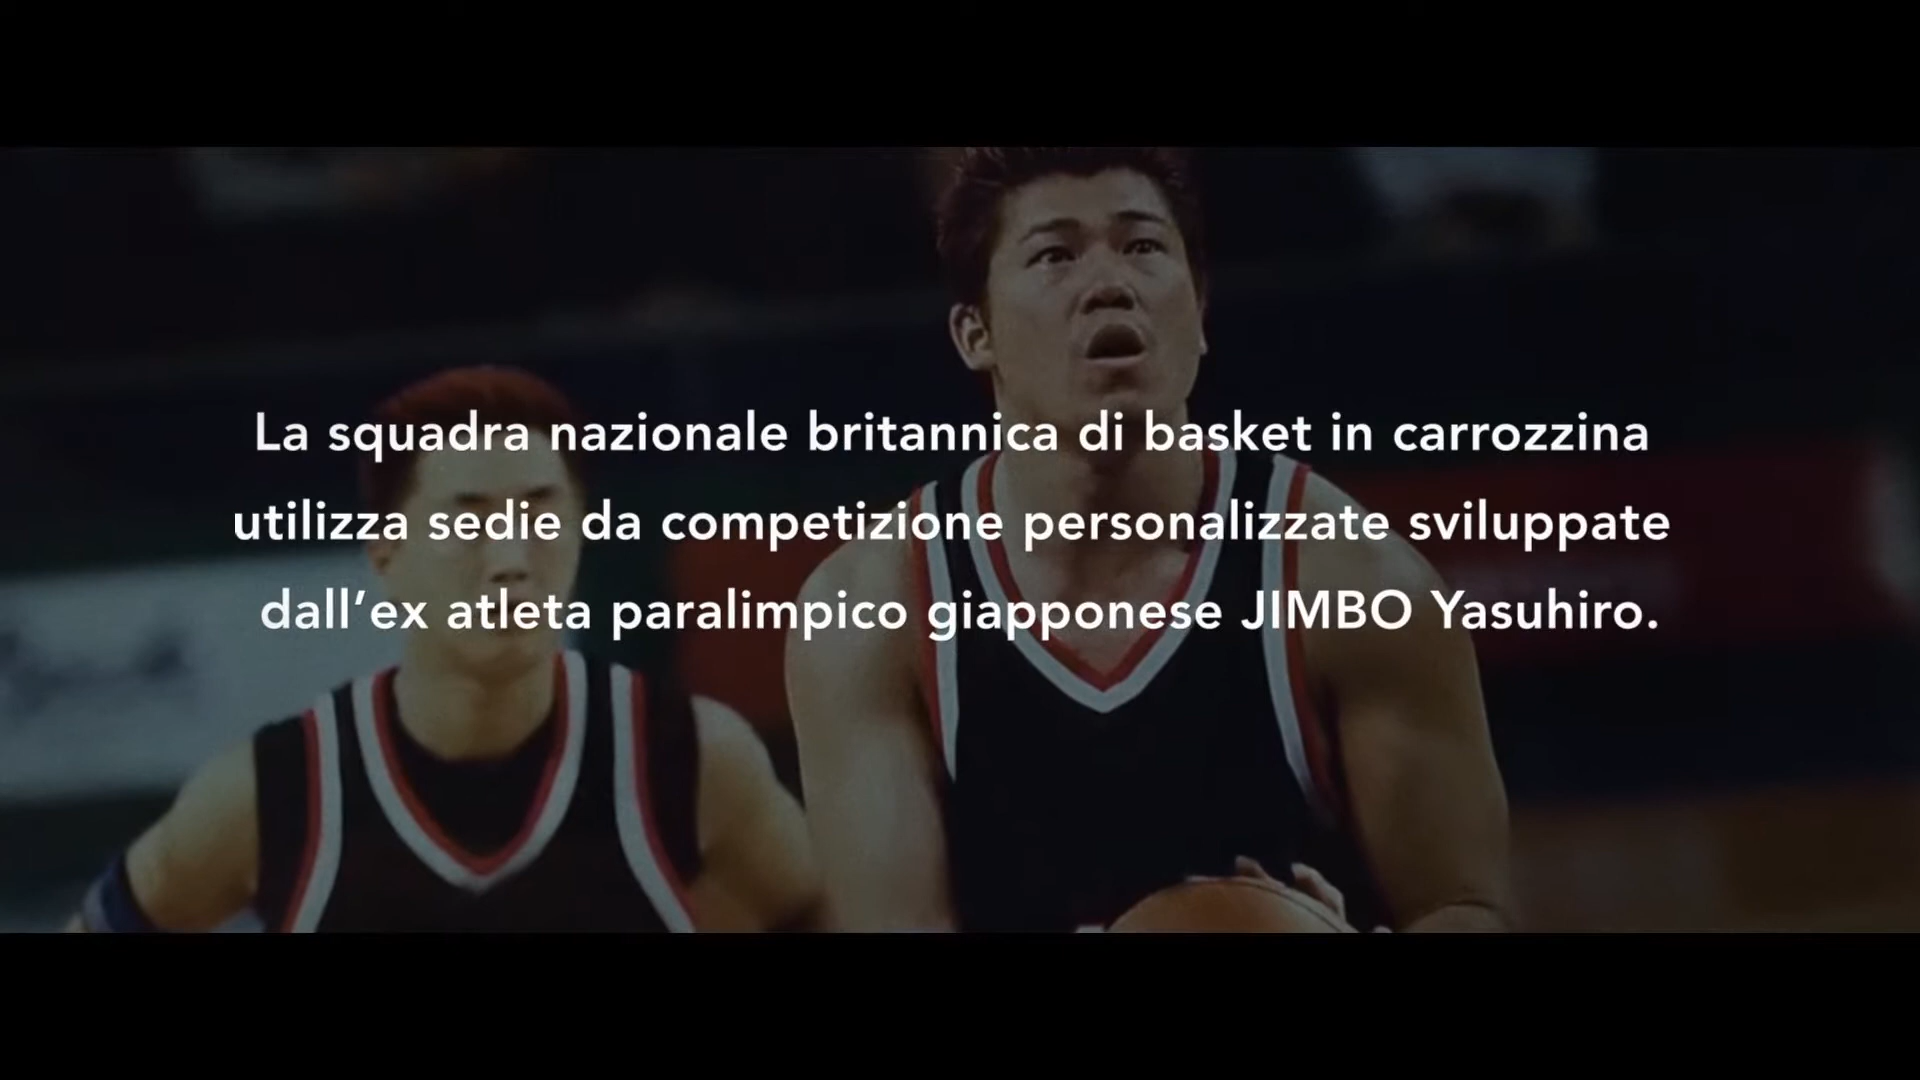 La squadra nazionale britannica di basket in carrozzina
utilizza sedie da competizione personalizzate sviluppate
dall’ex atleta paralimpico giapponese JIMBO Yasuhiro.